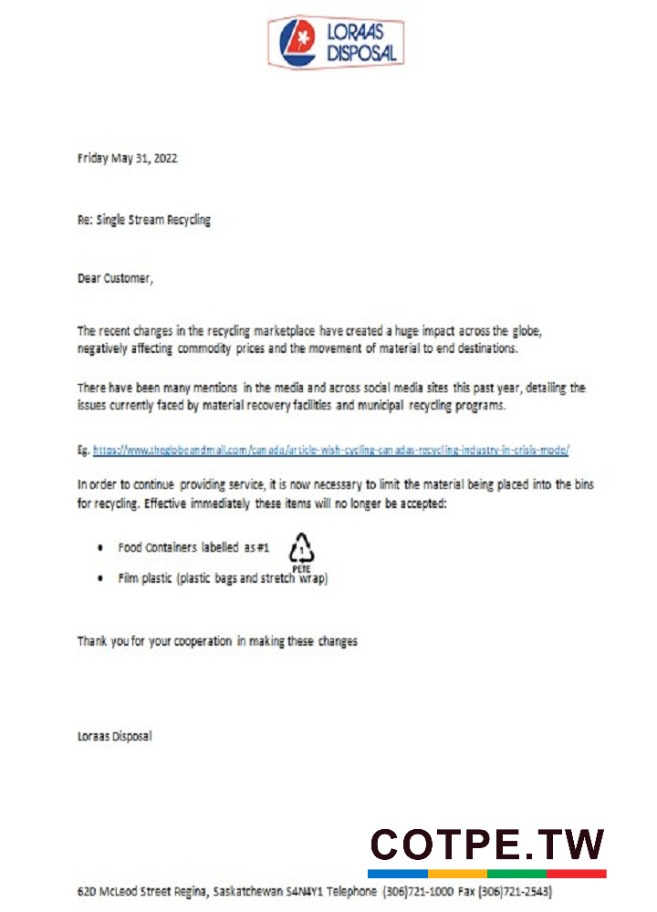 LORAAS
DISPOSAL
Friday May 31, 2022
Re: Single Stream Recycling
Dear Customer,
The recent changes in the recycling marketplace have created a huge impact across the globe,
negatively affecting commodity prices and the movement of material to end destinations.
There have been many mentions in the media and across social media sites this past year, detailing the
issues currently faced by material recovery facilities and municipal recycling programs.
Eg. https://www.theglobeandmail.com/canada/article-wish-cycling-canadas-recycling-industry-in-crisis-mode/
In order to continue providing service, it is now necessary to limit the material being placed into the bins
for recycling. Effective immediately these items will no longer be accepted:
• Food Containers labelled as #1
1
PETE
• Film plastic (plastic bags and stretch wrap)
Thank you for your cooperation in making these changes
Loraas Disposal
COTPE.TW
620 McLeod Street Regina, Saskatchewan S4N4Y1 Telephone (306)721-1000 Fax (306)721-2543)